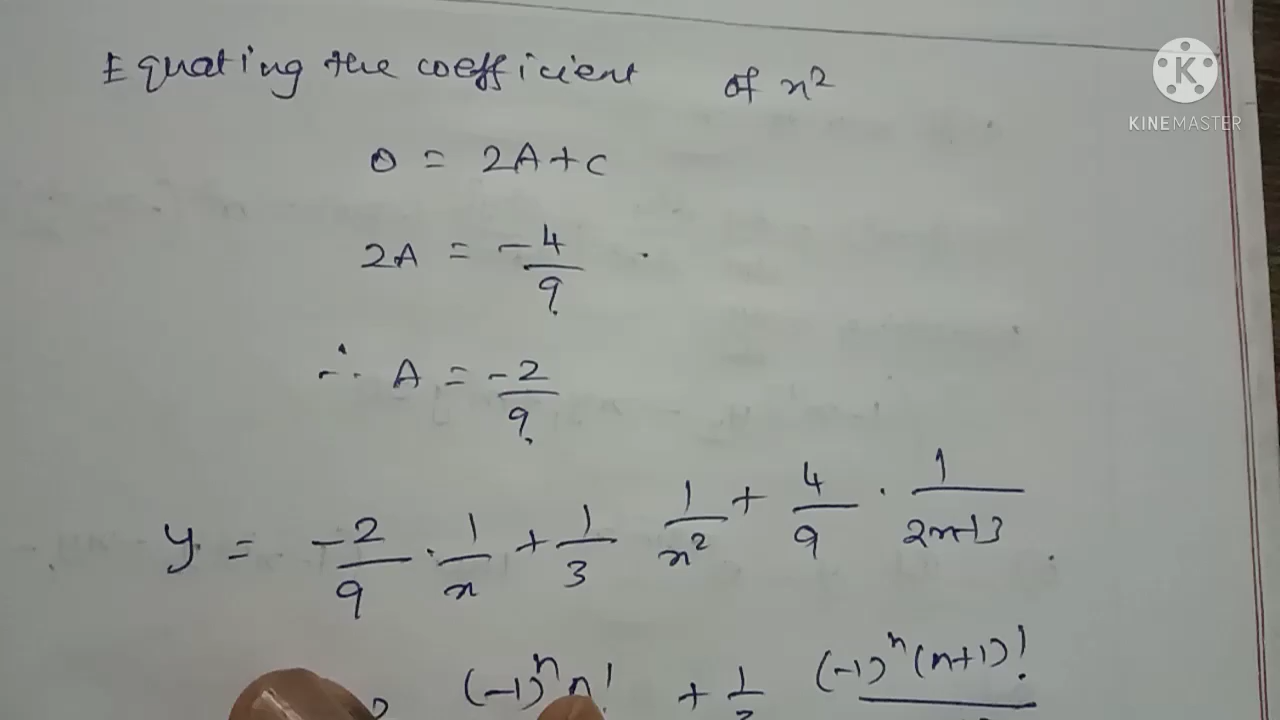 Equating the coefficient of x²
KINEMASTER
0 = 2A+C
2A = -4/9
∴ A = -2/9
y = -2/9 · 1/x + 1/3 1/x² + 4/9 · 1/2x+3
(-1)ⁿ n! + 1/3 (-1)ⁿ (n+1)!